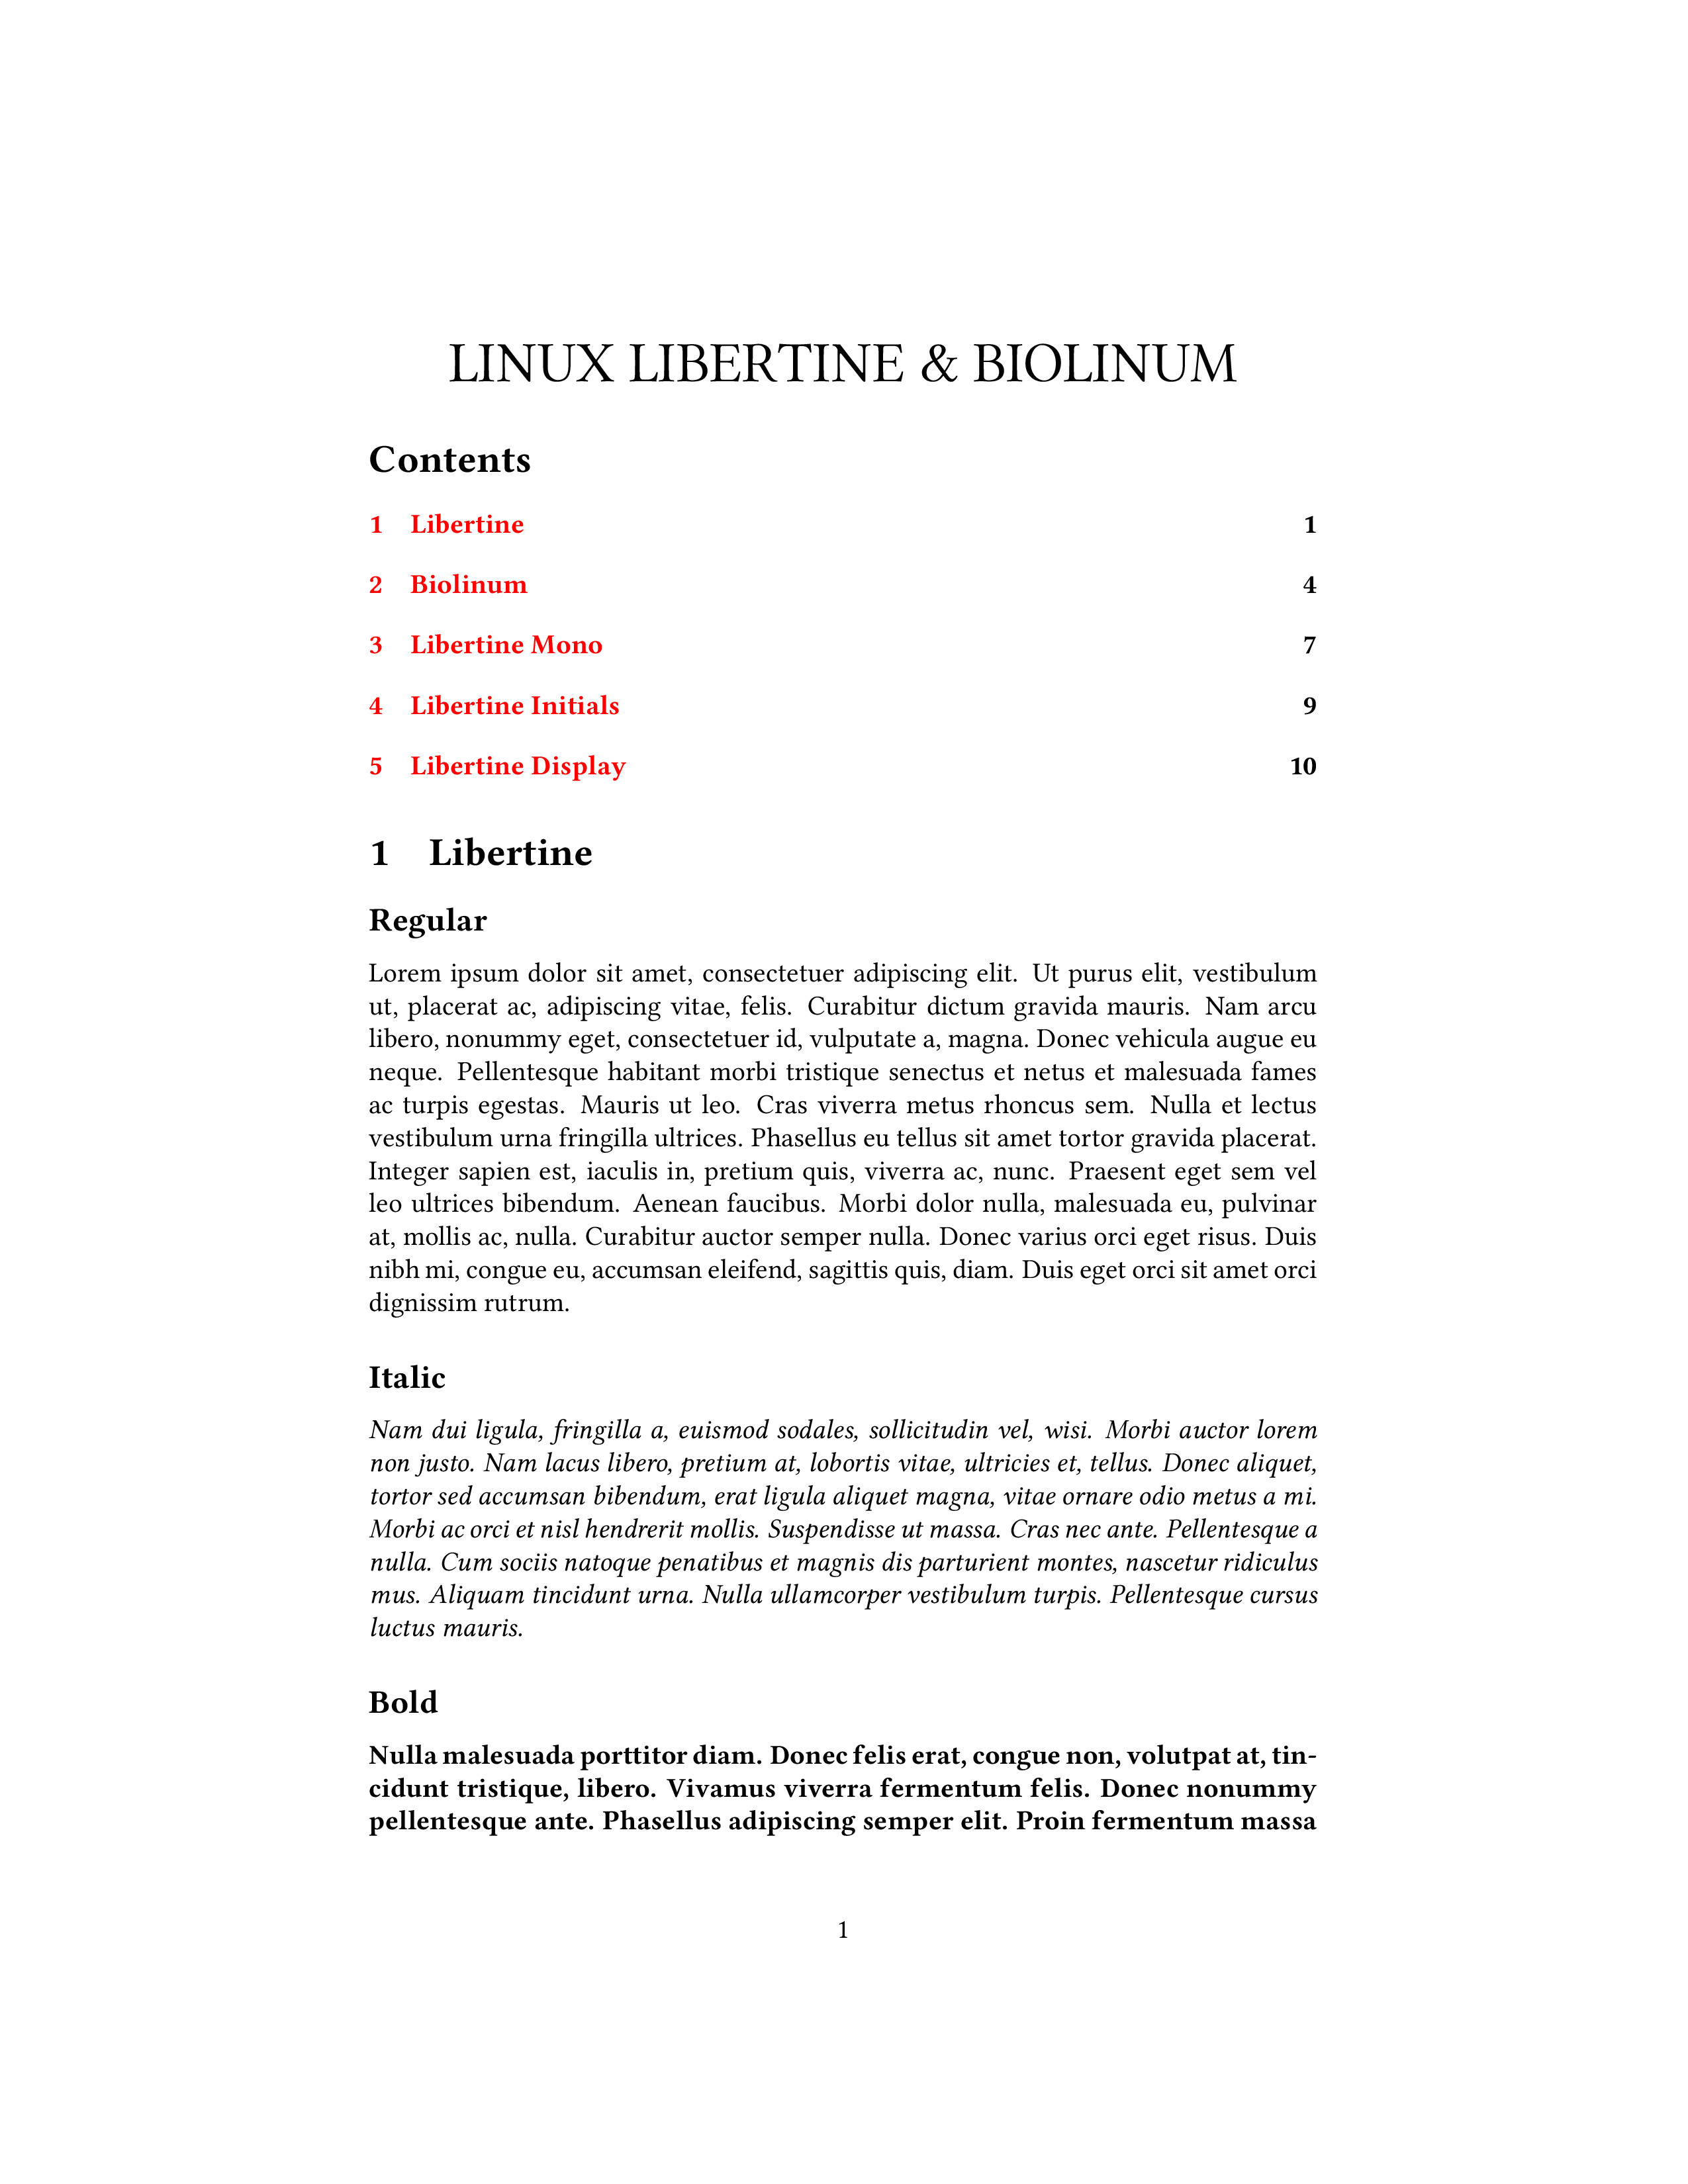 LINUX LIBERTINE & BIOLINUM
Contents
1 Libertine 1
2 Biolinum 4
3 Libertine Mono 7
4 Libertine Initials 9
5 Libertine Display 10
1 Libertine
Regular
Lorem ipsum dolor sit amet, consectetuer adipiscing elit. Ut purus elit, vestibulum
ut, placerat ac, adipiscing vitae, felis. Curabitur dictum gravida mauris. Nam arcu
libero, nonummy eget, consectetuer id, vulputate a, magna. Donec vehicula augue eu
neque. Pellentesque habitant morbi tristique senectus et netus et malesuada fames
ac turpis egestas. Mauris ut leo. Cras viverra metus rhoncus sem. Nulla et lectus
vestibulum urna fringilla ultrices. Phasellus eu tellus sit amet tortor gravida placerat.
Integer sapien est, iaculis in, pretium quis, viverra ac, nunc. Praesent eget sem vel
leo ultrices bibendum. Aenean faucibus. Morbi dolor nulla, malesuada eu, pulvinar
at, mollis ac, nulla. Curabitur auctor semper nulla. Donec varius orci eget risus. Duis
nibh mi, congue eu, accumsan eleifend, sagittis quis, diam. Duis eget orci sit amet orci
dignissim rutrum.
Italic
Nam dui ligula, fringilla a, euismod sodales, sollicitudin vel, wisi. Morbi auctor lorem
non justo. Nam lacus libero, pretium at, lobortis vitae, ultricies et, tellus. Donec aliquet,
tortor sed accumsan bibendum, erat ligula aliquet magna, vitae ornare odio metus a mi.
Morbi ac orci et nisl hendrerit mollis. Suspendisse ut massa. Cras nec ante. Pellentesque a
nulla. Cum sociis natoque penatibus et magnis dis parturient montes, nascetur ridiculus
mus. Aliquam tincidunt urna. Nulla ullamcorper vestibulum turpis. Pellentesque cursus
luctus mauris.
Bold
Nulla malesuada porttitor diam. Donec felis erat, congue non, volutpat at, tin-
cidunt tristique, libero. Vivamus viverra fermentum felis. Donec nonummy
pellentesque ante. Phasellus adipiscing semper elit. Proin fermentum massa
1